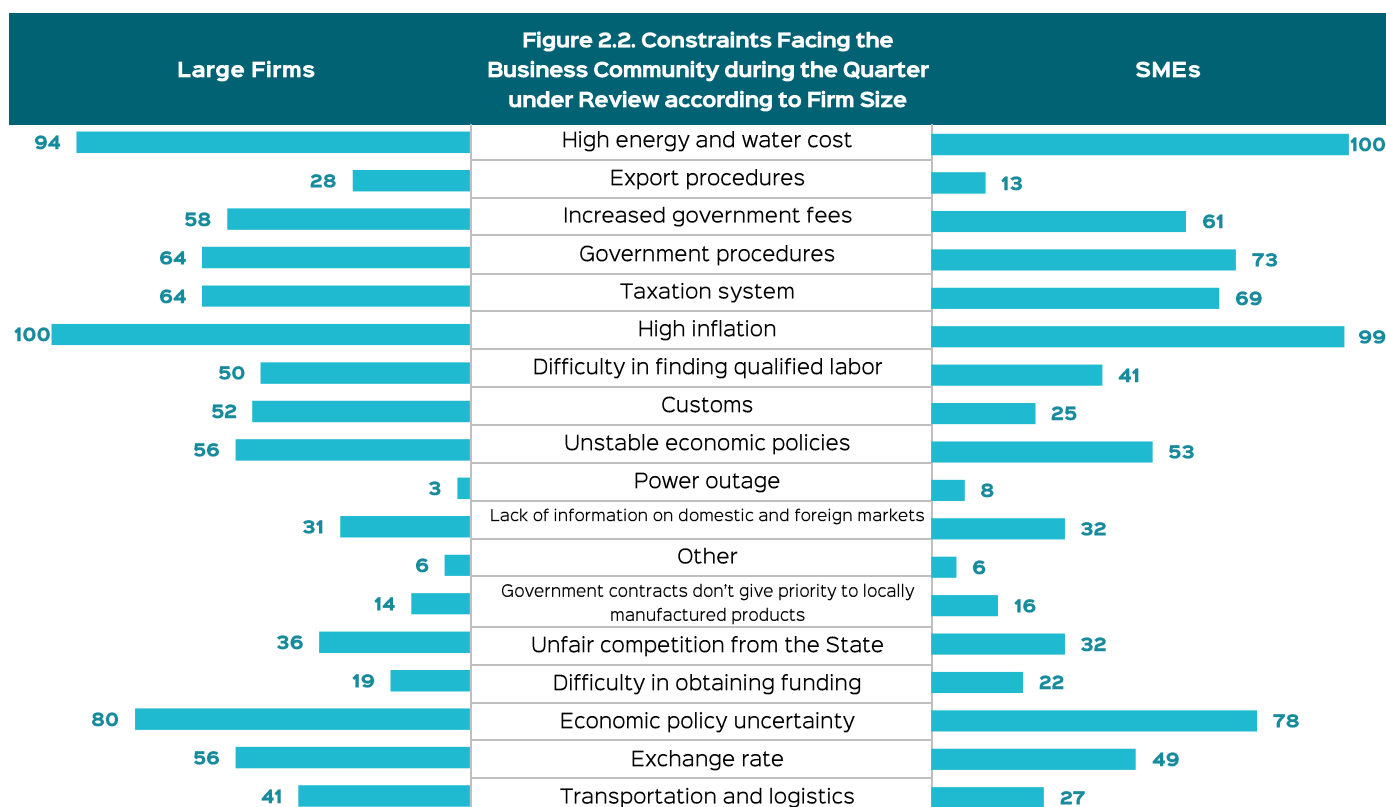 Large Firms
Figure 2.2. Constraints Facing the
Business Community during the Quarter
under Review according to Firm Size
SMEs
94 High energy and water cost 100
28 Export procedures 13
58 Increased government fees 61
64 Government procedures 73
64 Taxation system 69
100 High inflation 99
50 Difficulty in finding qualified labor 41
52 Customs 25
56 Unstable economic policies 53
3 Power outage 8
31 Lack of information on domestic and foreign markets 32
6 Other 6
14 Government contracts don’t give priority to locally
manufactured products 16
36 Unfair competition from the State 32
19 Difficulty in obtaining funding 22
80 Economic policy uncertainty 78
56 Exchange rate 49
41 Transportation and logistics 27